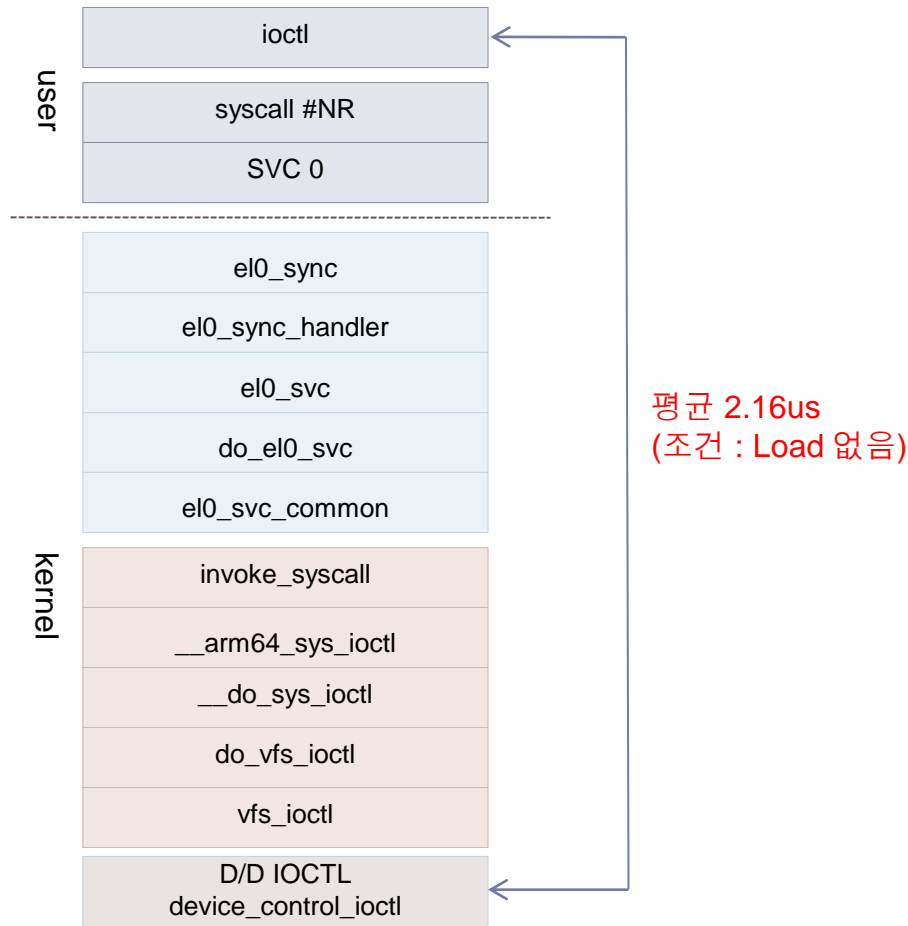 user
ioctl
syscall #NR
SVC 0
kernel
el0_sync
el0_sync_handler
el0_svc
do_el0_svc
el0_svc_common
invoke_syscall
__arm64_sys_ioctl
__do_sys_ioctl
do_vfs_ioctl
vfs_ioctl
D/D IOCTL
device_control_ioctl
평균 2.16us
(조건 : Load 없음)